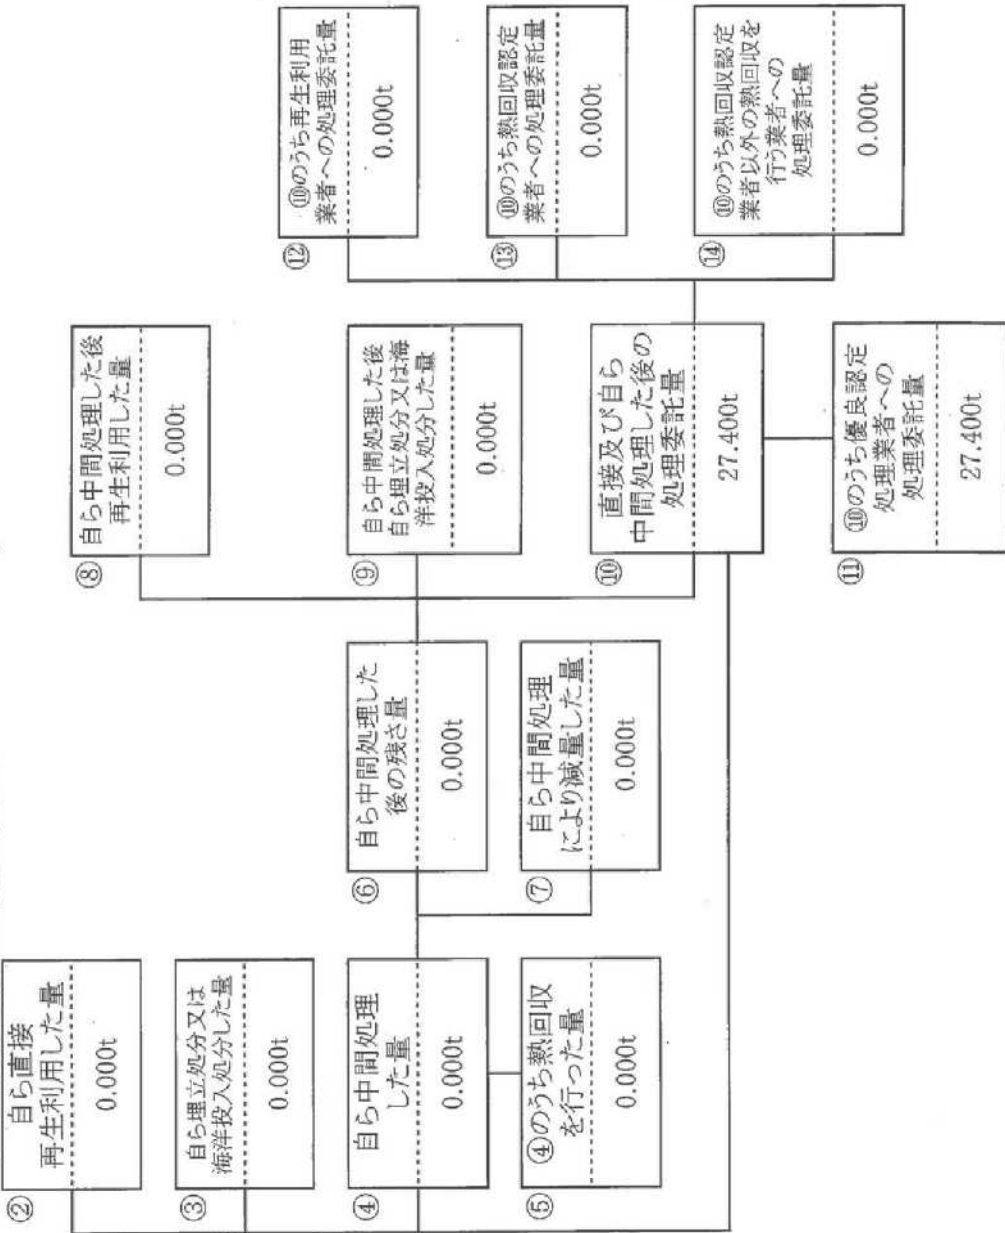 ②
自ら直接
再生利用した量
0.000t
③
自ら埋立処分又は
海洋投入処分した量
0.000t
④
自ら中間処理
した量
0.000t
⑤
④のうち熱回収
を行った量
0.000t
⑥
自ら中間処理した
後の残さ量
0.000t
⑦
自ら中間処理
により減量した量
0.000t
⑧
自ら中間処理した後
再生利用した量
0.000t
⑨
自ら中間処理した後
自ら埋立処分又は海
洋投入処分した量
0.000t
⑩
直接及び自ら
中間処理した後の
処理委託量
27.400t
⑪
⑩のうち優良認定
処理業者への
処理委託量
27.400t
⑫
⑩のうち再生利用
業者への処理委託量
0.000t
⑬
⑩のうち熱回収認定
業者への処理委託量
0.000t
⑭
⑩のうち熱回収認定
業者以外の熱回収を
行う業者への
処理委託量
0.000t